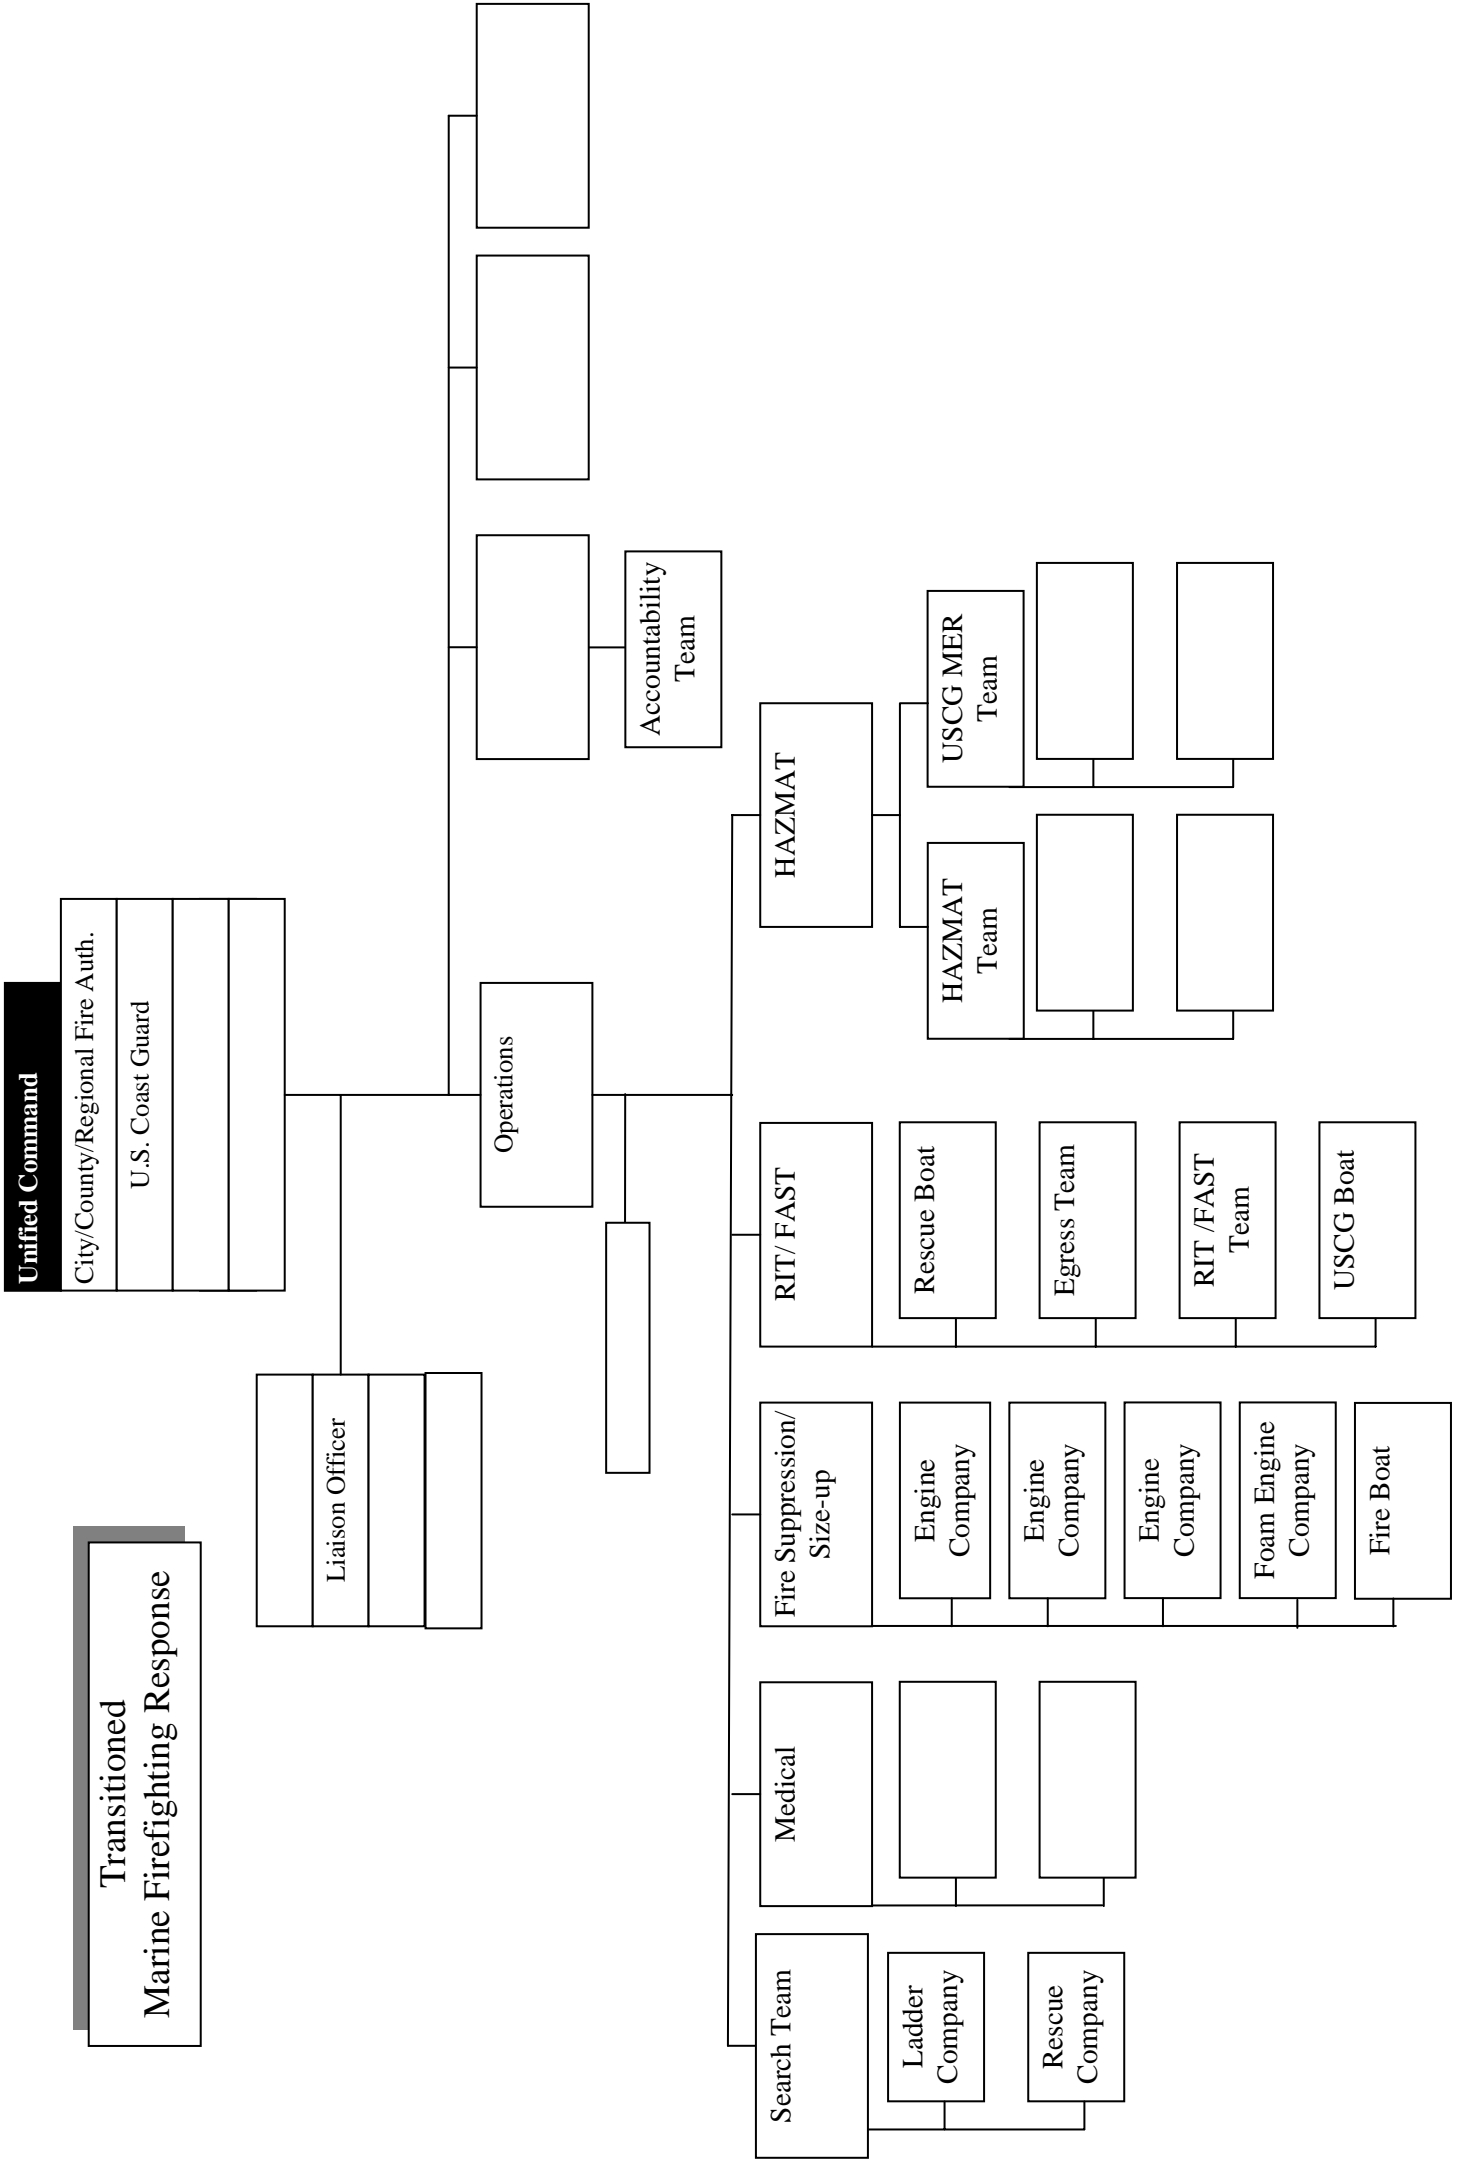 Transitioned
Marine Firefighting Response
Unified Command
City/County/Regional Fire Auth.
U.S. Coast Guard
Liaison Officer
Operations
Accountability
Team
Search Team
Ladder
Company
Rescue
Company
Medical
Fire Suppression/
Size-up
Engine
Company
Engine
Company
Engine
Company
Foam Engine
Company
Fire Boat
RIT/ FAST
Rescue Boat
Egress Team
RIT /FAST
Team
USCG Boat
HAZMAT
HAZMAT
Team
USCG MER
Team